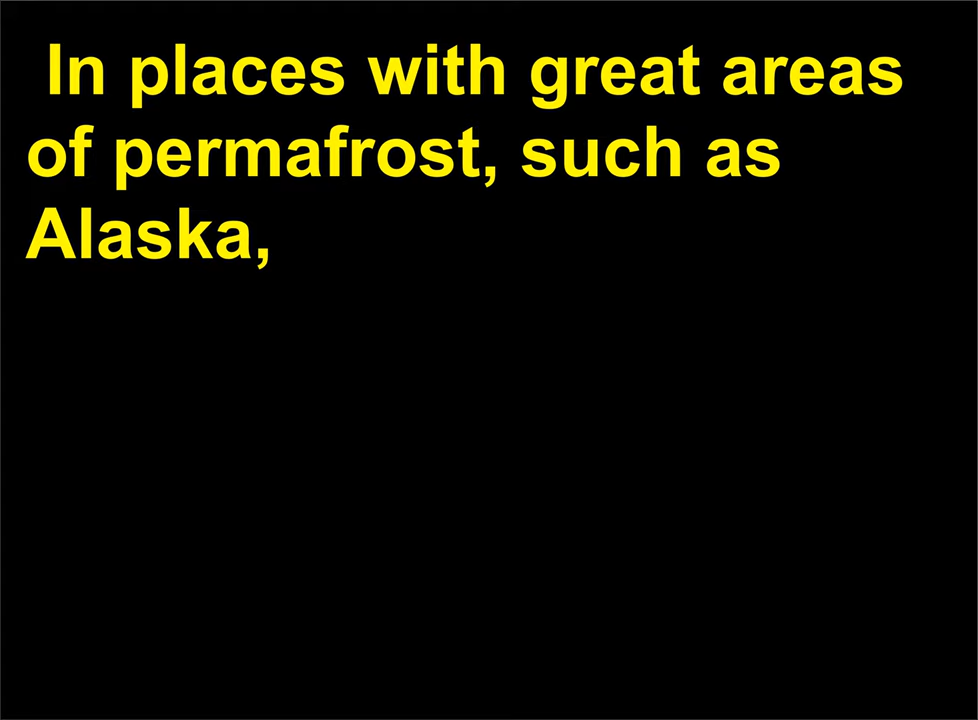 In places with great areas
of permafrost, such as
Alaska,